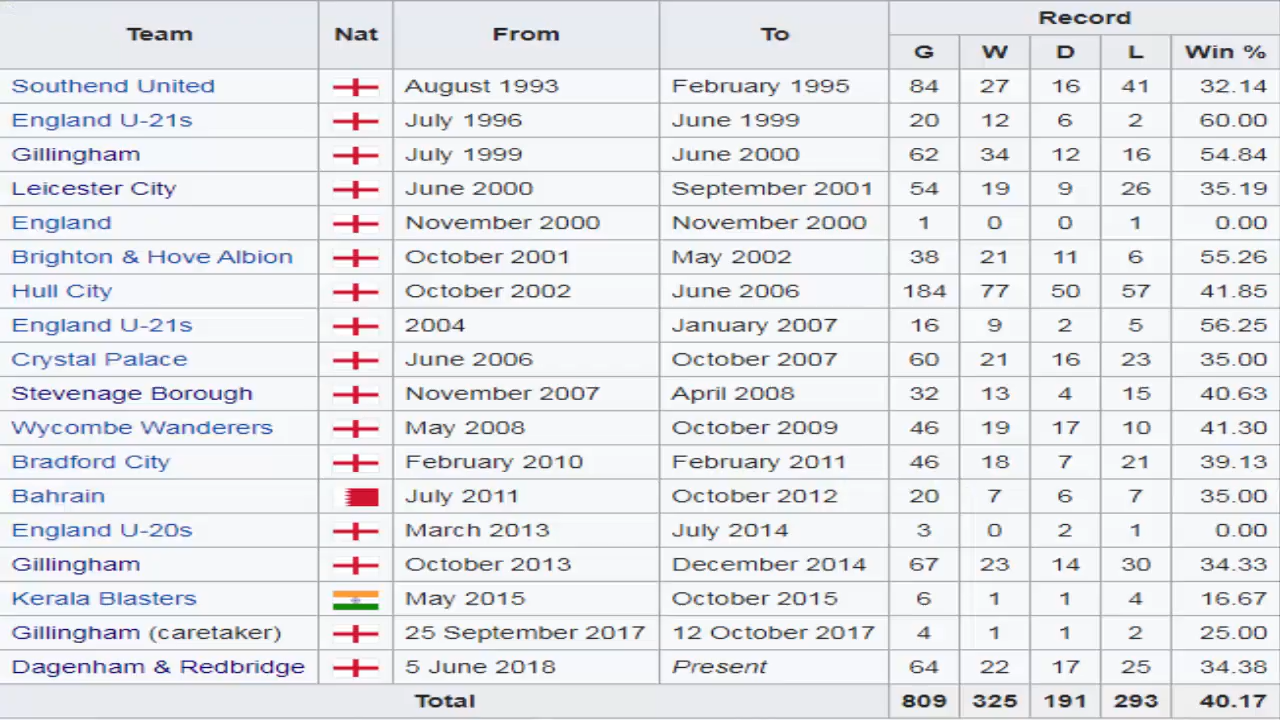 Team Nat From To Record
G W D L Win %
Southend United August 1993 February 1995 84 27 16 41 32.14
England U-21s July 1996 June 1999 20 12 6 2 60.00
Gillingham July 1999 June 2000 62 34 12 16 54.84
Leicester City June 2000 September 2001 54 19 9 26 35.19
England November 2000 November 2000 1 0 0 1 0.00
Brighton & Hove Albion October 2001 May 2002 38 21 11 6 55.26
Hull City October 2002 June 2006 184 77 50 57 41.85
England U-21s 2004 January 2007 16 9 2 5 56.25
Crystal Palace June 2006 October 2007 60 21 16 23 35.00
Stevenage Borough November 2007 April 2008 32 13 4 15 40.63
Wycombe Wanderers May 2008 October 2009 46 19 17 10 41.30
Bradford City February 2010 February 2011 46 18 7 21 39.13
Bahrain July 2011 October 2012 20 7 6 7 35.00
England U-20s March 2013 July 2014 3 0 2 1 0.00
Gillingham October 2013 December 2014 67 23 14 30 34.33
Kerala Blasters May 2015 October 2015 6 1 1 4 16.67
Gillingham (caretaker) 25 September 2017 12 October 2017 4 1 1 2 25.00
Dagenham & Redbridge 5 June 2018 Present 64 22 17 25 34.38
Total 809 325 191 293 40.17